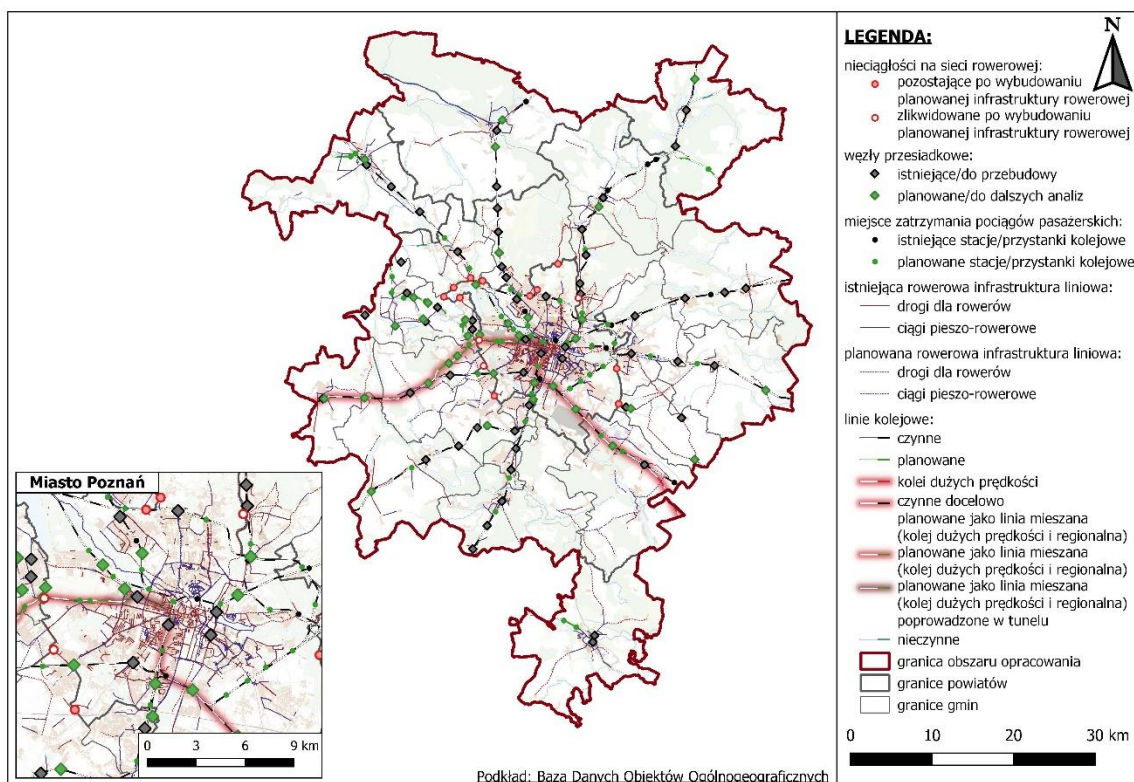 LEGENDA:
N
nieciągłości na sieci rowerowej:
pozostające po wybudowaniu
planowanej infrastruktury rowerowej
zlikwidowane po wybudowaniu
planowanej infrastruktury rowerowej
węzły przesiadkowe:
istniejące/do przebudowy
planowane/do dalszych analiz
miejsce zatrzymania pociągów pasażerskich:
istniejące stacje/przystanki kolejowe
planowane stacje/przystanki kolejowe
istniejąca rowerowa infrastruktura liniowa:
drogi dla rowerów
ciągi pieszo-rowerowe
planowana rowerowa infrastruktura liniowa:
drogi dla rowerów
ciągi pieszo-rowerowe
linie kolejowe:
czynne
planowane
kolei dużych prędkości
czynne docelowo
planowane jako linia mieszana
(kolej dużych prędkości i regionalna)
planowane jako linia mieszana
(kolej dużych prędkości i regionalna)
planowane jako linia mieszana
(kolej dużych prędkości i regionalna)
poprowadzone w tunelu
nieczynne
granica obszaru opracowania
granice powiatów
granice gmin
0 10 20 30 km
Miasto Poznań
0 3 6 9 km
Podkład: Baza Danych Obiektów Ogólnogeograficznych